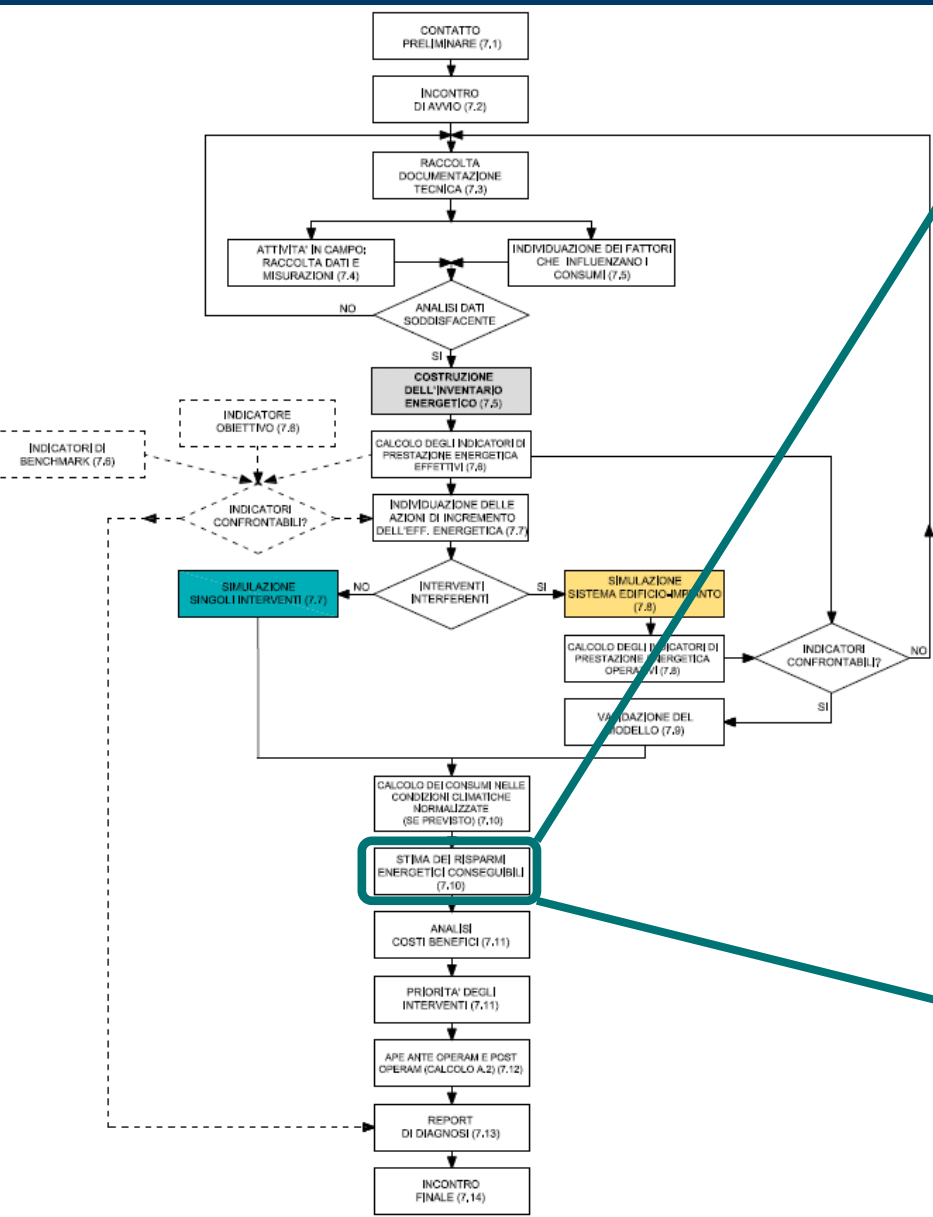 CONTATTO
PRELIMINARE (7.1)
INCONTRO
DI AVVIO (7.2)
RACCOLTA
DOCUMENTAZIONE
TECNICA (7.3)
ATTIVITA' IN CAMPO:
RACCOLTA DATI E
MISURAZIONI (7.4)
INDIVIDUAZIONE DEI FATTORI
CHE INFLUENZANO I
CONSUMI (7.5)
NO
ANALISI DATI
SODDISFACENTE
SI
COSTRUZIONE
DELL'INVENTARIO
ENERGETICO (7.5)
INDICATORE
OBIETTIVO (7.6)
INDICATORI DI
BENCHMARK (7.6)
CALCOLO DEGLI INDICATORI DI
PRESTAZIONE ENERGETICA
EFFETTIVI (7.6)
INDICATORI
CONFRONTABILI?
INDIVIDUAZIONE DELLE
AZIONI DI INCREMENTO
DELL'EFF. ENERGETICA (7.7)
SIMULAZIONE
SINGOLI INTERVENTI (7.7)
NO
INTERVENTI
INTERFERENTI
SI
SIMULAZIONE
SISTEMA EDIFICIO-IMPIANTO
(7.8)
CALCOLO DEGLI INDICATORI DI
PRESTAZIONE ENERGETICA
OPERATIVI (7.8)
INDICATORI
CONFRONTABILI?
NO
SI
VALIDAZIONE DEL
MODELLO (7.9)
CALCOLO DEI CONSUMI NELLE
CONDIZIONI CLIMATICHE
NORMALIZZATE
(SE PREVISTO) (7.10)
STIMA DEI RISPARMI
ENERGETICI CONSEGUIBILI
(7.10)
ANALISI
COSTI BENEFICI (7.11)
PRIORITA' DEGLI
INTERVENTI (7.11)
APE ANTE OPERAM E POST
OPERAM (CALCOLO A.2) (7.12)
REPORT
DI DIAGNOSI (7.13)
INCONTRO
FINALE (7.14)